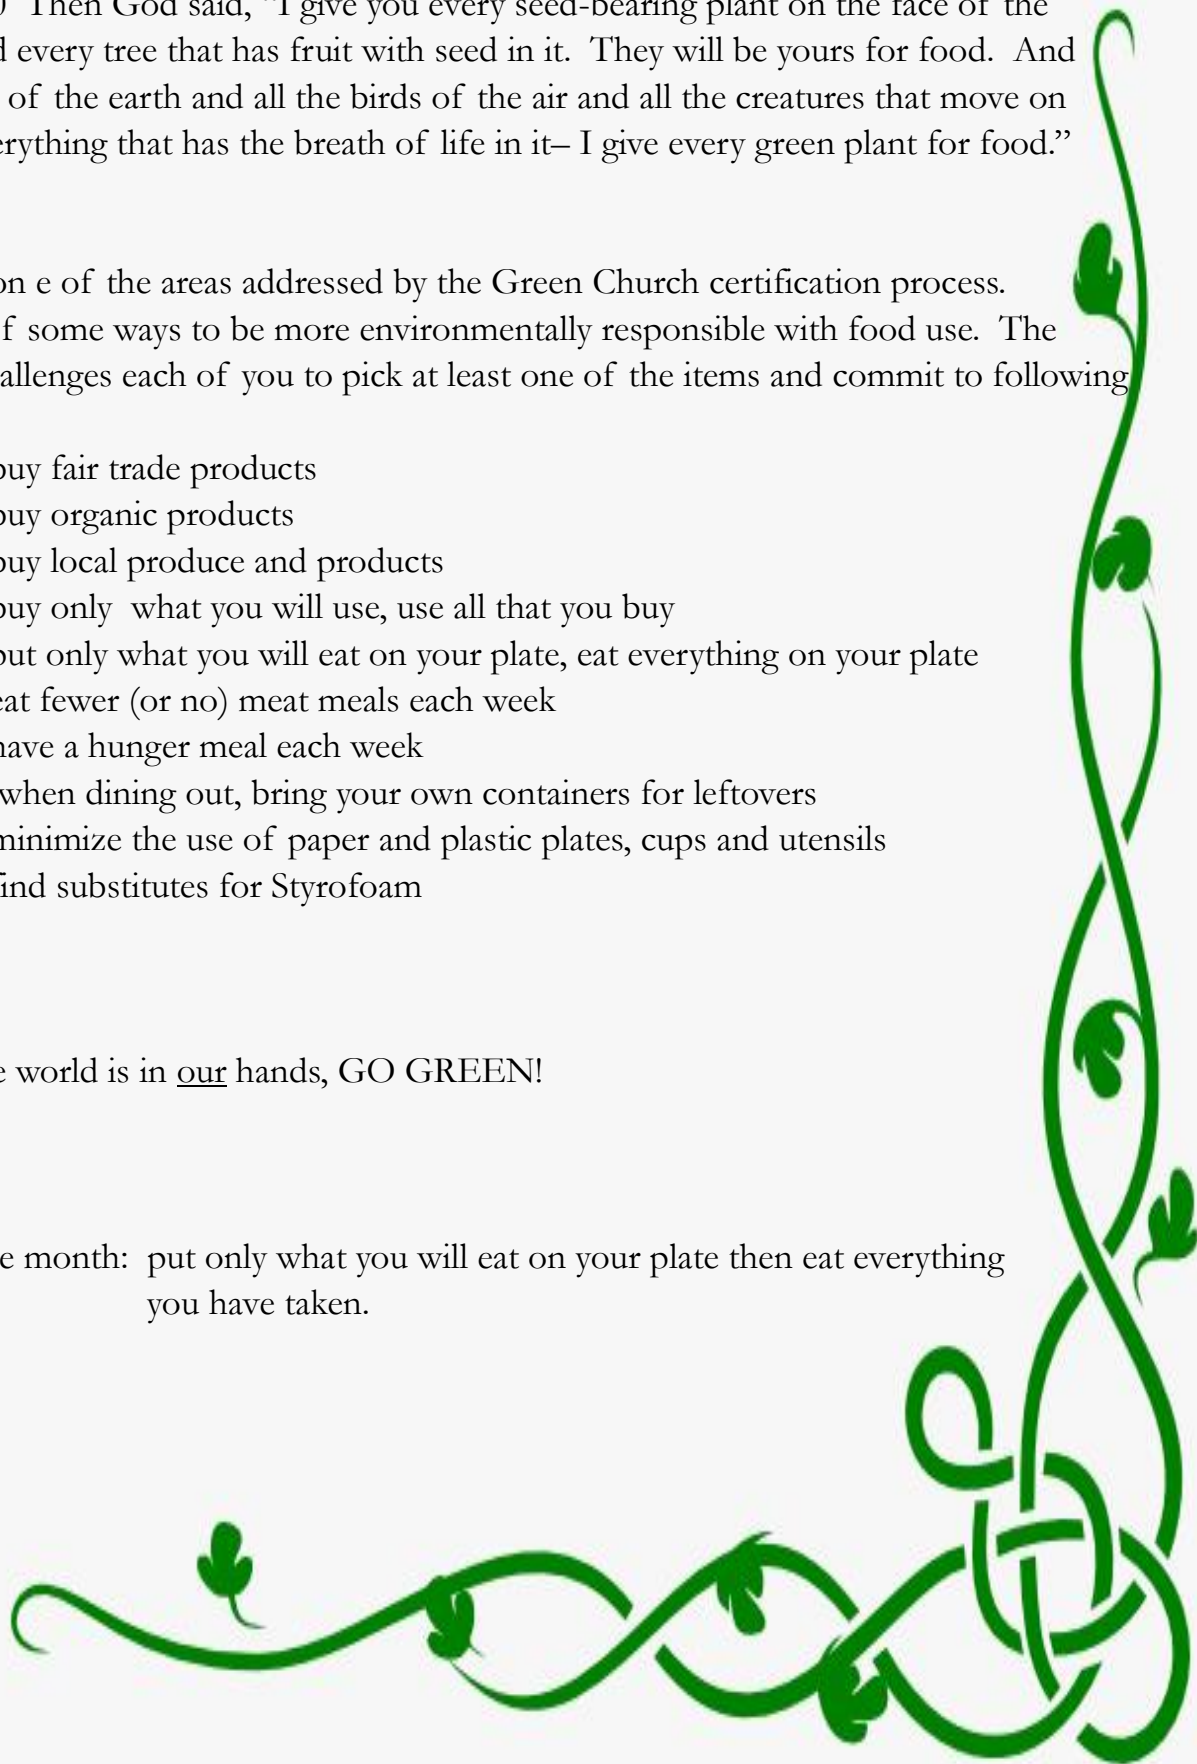 Then God said, “I give you every seed-bearing plant on the face of the
every tree that has fruit with seed in it. They will be yours for food. And
of the earth and all the birds of the air and all the creatures that move on
erything that has the breath of life in it– I give every green plant for food.”
on e of the areas addressed by the Green Church certification process.
f some ways to be more environmentally responsible with food use. The
allenges each of you to pick at least one of the items and commit to following
buy fair trade products
buy organic products
buy local produce and products
buy only what you will use, use all that you buy
put only what you will eat on your plate, eat everything on your plate
eat fewer (or no) meat meals each week
have a hunger meal each week
when dining out, bring your own containers for leftovers
minimize the use of paper and plastic plates, cups and utensils
find substitutes for Styrofoam
e world is in our hands, GO GREEN!
e month: put only what you will eat on your plate then eat everything
you have taken.